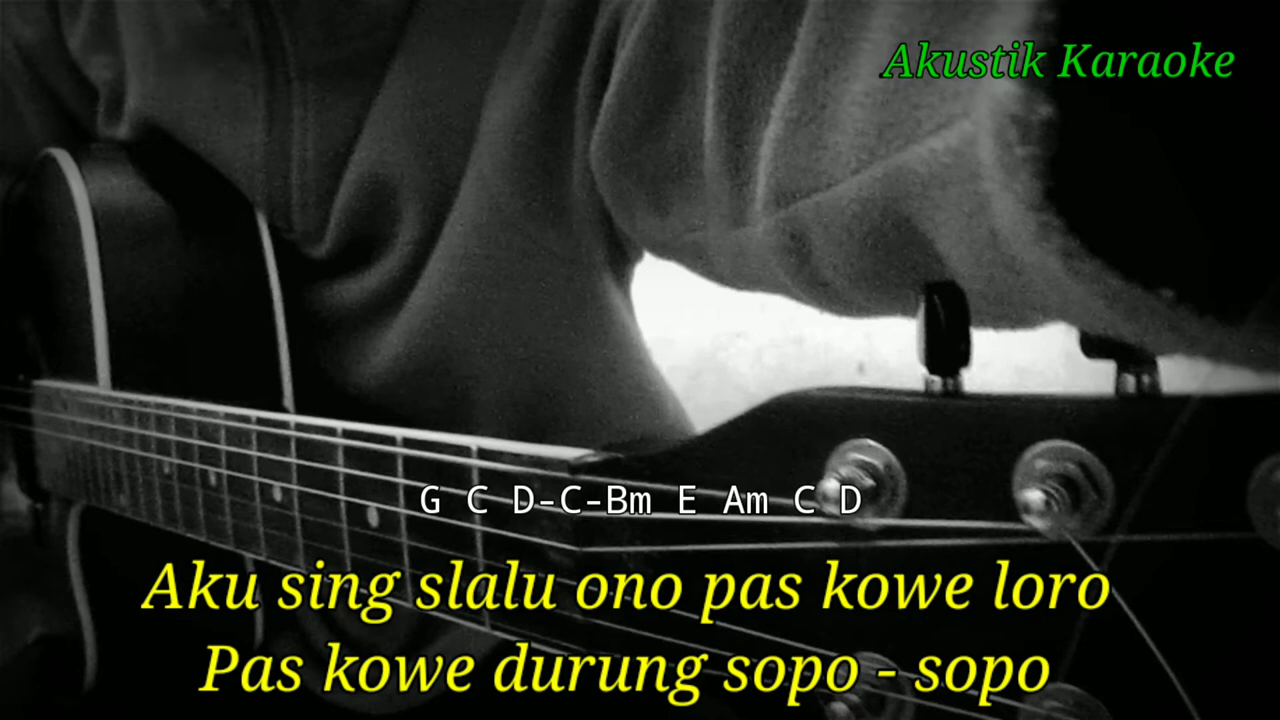 Akustik Karaoke
G C D-C-Bm E Am C D
Aku sing slalu ono pas kowe loro
Pas kowe durung sopo - sopo